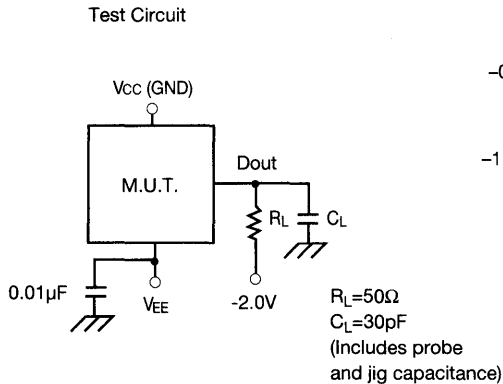 Test Circuit
Vcc (GND)
M.U.T.
Dout
RL
CL
0.01μF
VEE
-2.0V
RL=50Ω
CL=30pF
(Includes probe
and jig capacitance)
-1